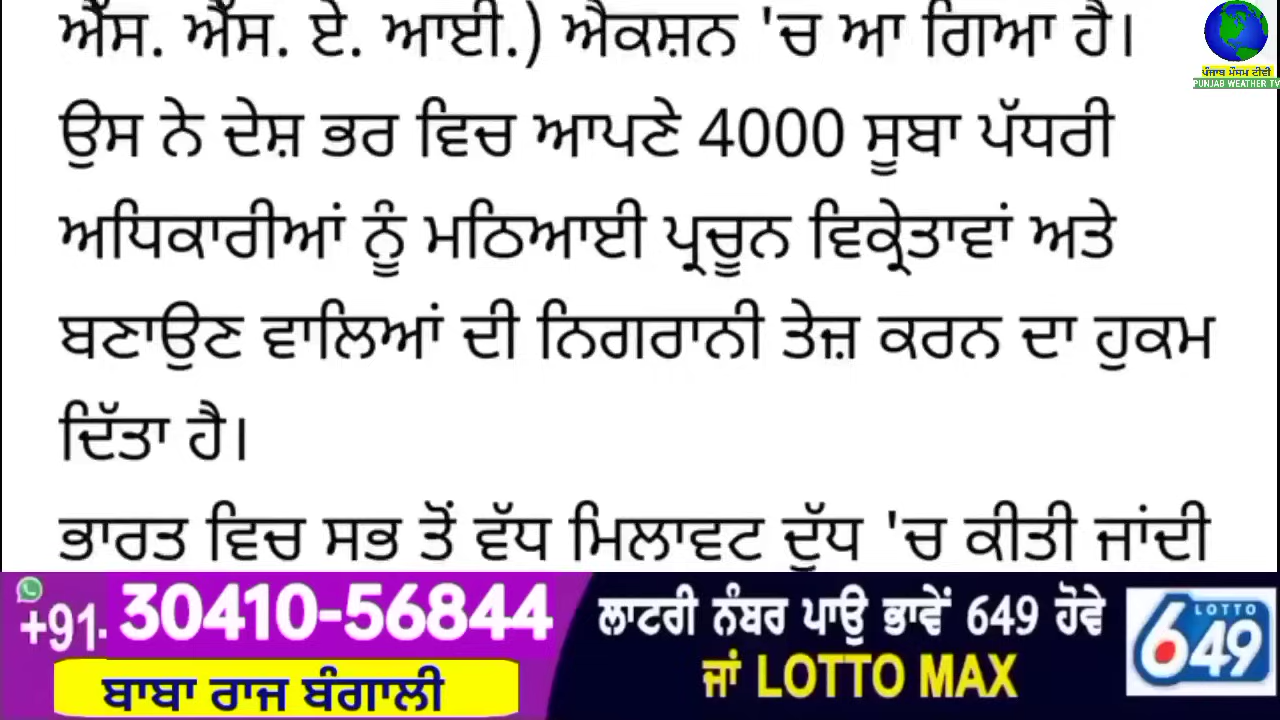 ਐੱਸ. ਐੱਸ. ਏ. ਆਈ.) ਐਕਸ਼ਨ 'ਚ ਆ ਗਿਆ ਹੈ।
ਪੰਜਾਬ ਮੌਸਮ ਟੀਵੀ
PUNJAB WEATHER TV
ਉਸ ਨੇ ਦੇਸ਼ ਭਰ ਵਿਚ ਆਪਣੇ 4000 ਸੂਬਾ ਪੱਧਰੀ
ਅਧਿਕਾਰੀਆਂ ਨੂੰ ਮਠਿਆਈ ਪ੍ਰਚੂਨ ਵਿਕ੍ਰੇਤਾਵਾਂ ਅਤੇ
ਬਣਾਉਣ ਵਾਲਿਆਂ ਦੀ ਨਿਗਰਾਨੀ ਤੇਜ਼ ਕਰਨ ਦਾ ਹੁਕਮ
ਦਿੱਤਾ ਹੈ।
ਭਾਰਤ ਵਿਚ ਸਭ ਤੋਂ ਵੱਧ ਮਿਲਾਵਟ ਦੁੱਧ 'ਚ ਕੀਤੀ ਜਾਂਦੀ
+91- 30410-56844
ਬਾਬਾ ਰਾਜ ਬੰਗਾਲੀ
ਲਾਟਰੀ ਨੰਬਰ ਪਾਉ ਭਾਵੇਂ 649 ਹੋਵੇ
ਜਾਂ LOTTO MAX
LOTTO
649